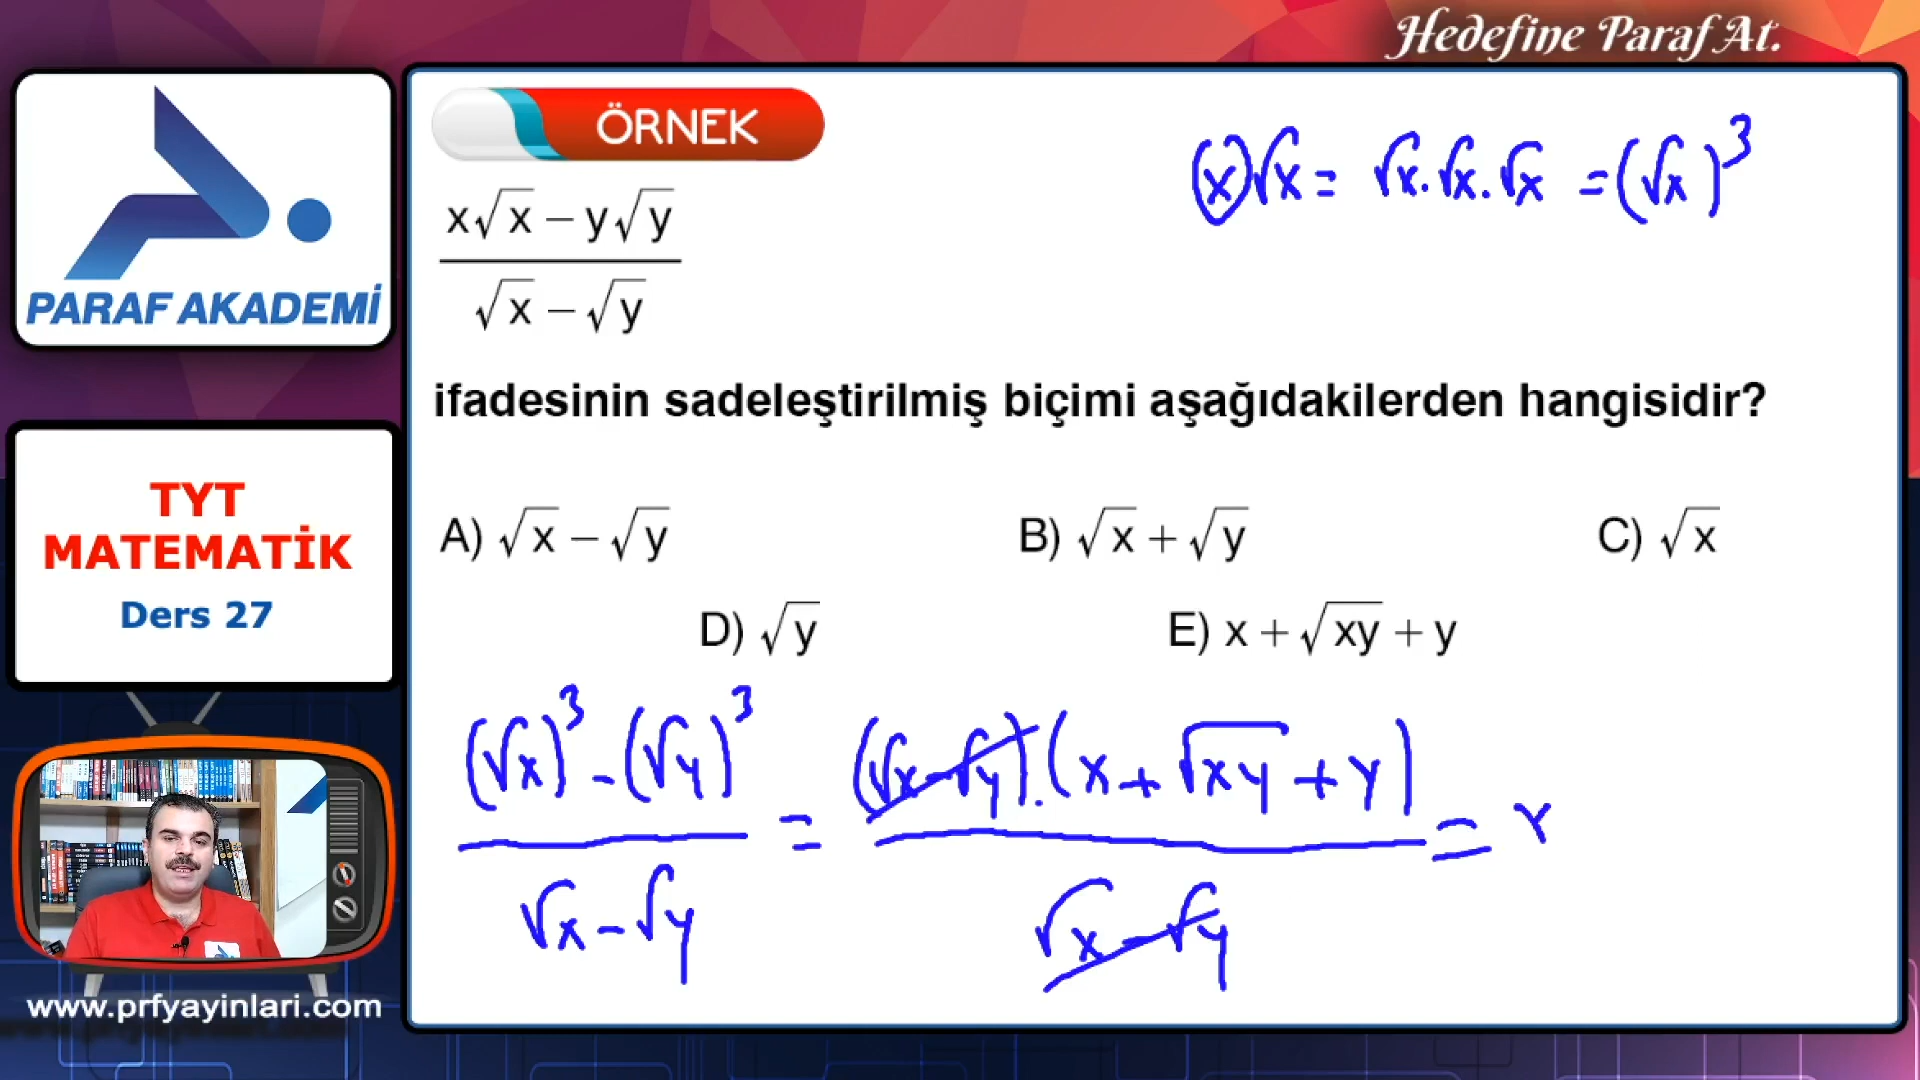 Hedefine Paraf At.
PARAF AKADEMİ
TYT
MATEMATİK
Ders 27
www.prfyayinlari.com
ÖRNEK
(x)√x = √x.√x.√x = (√x)³
x√x − y√y
√x − √y
ifadesinin sadeleştirilmiş biçimi aşağıdakilerden hangisidir?
A) √x − √y B) √x + √y C) √x
D) √y E) x + √xy + y
(√x)³ − (√y)³ = (√x − √y).(x + √xy + y) = x
√x − √y √x − √y